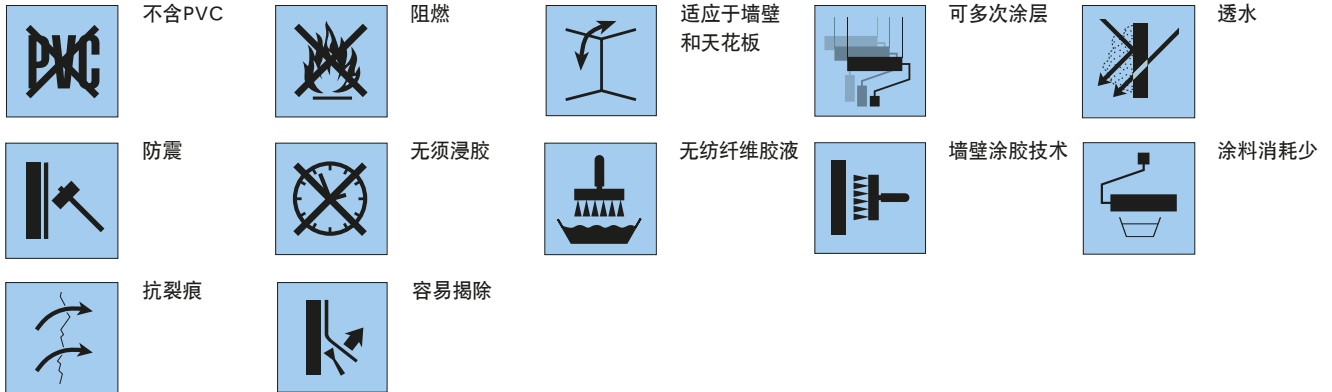 PVC
不含PVC
阻燃
适应于墙壁
和天花板
可多次涂层
透水
防震
无须浸胶
无纺纤维胶液
墙壁涂胶技术
涂料消耗少
抗裂痕
容易揭除